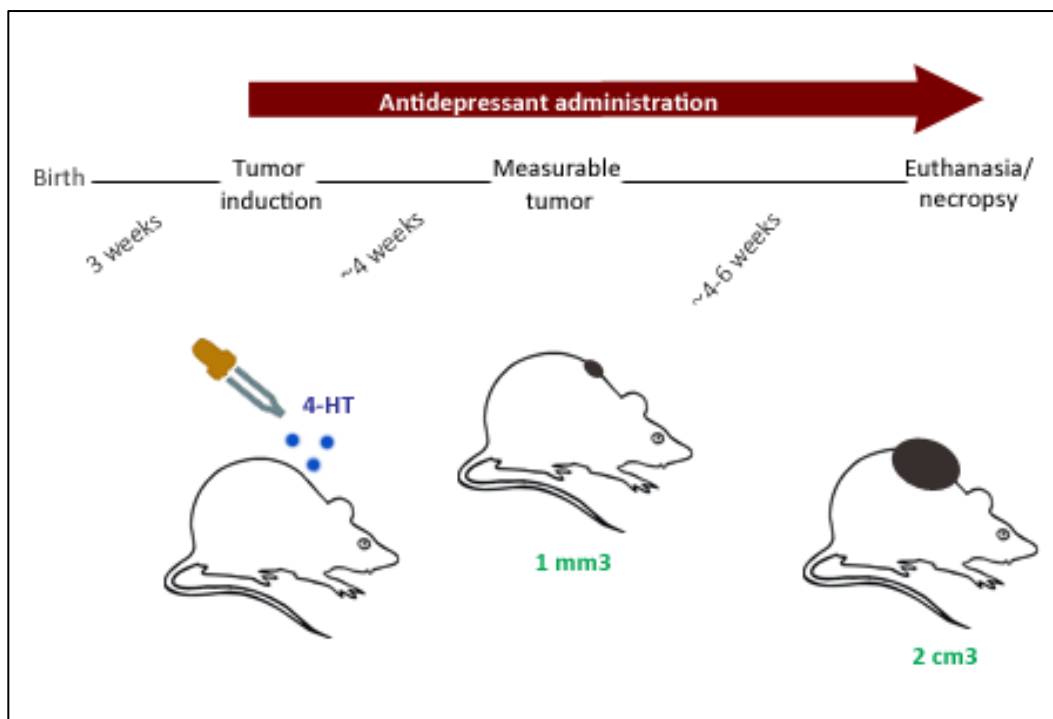 Antidepressant administration
Birth
Tumor
induction
Measurable
tumor
Euthanasia/
necropsy
3 weeks
~4 weeks
~4-6 weeks
4-HT
1 mm3
2 cm3